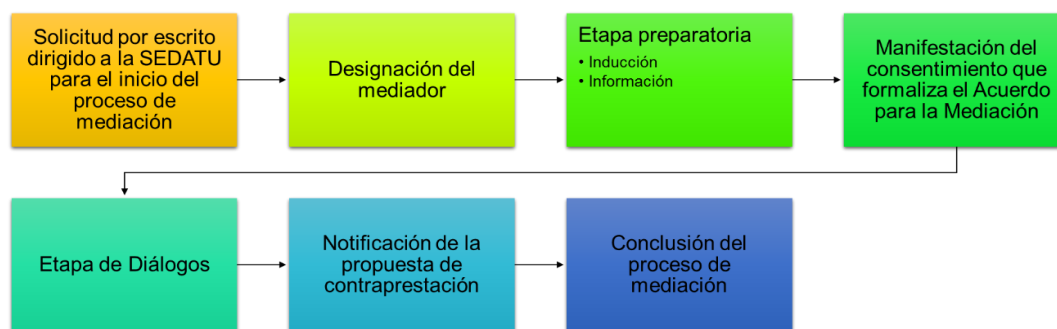 Solicitud por escrito
dirigido a la SEDATU
para el inicio del
proceso de
mediación
Designación del
mediador
Etapa preparatoria
• Inducción
• Información
Manifestación del
consentimiento que
formaliza el Acuerdo
para la Mediación
Etapa de Diálogos
Notificación de la
propuesta de
contraprestación
Conclusión del
proceso de
mediación